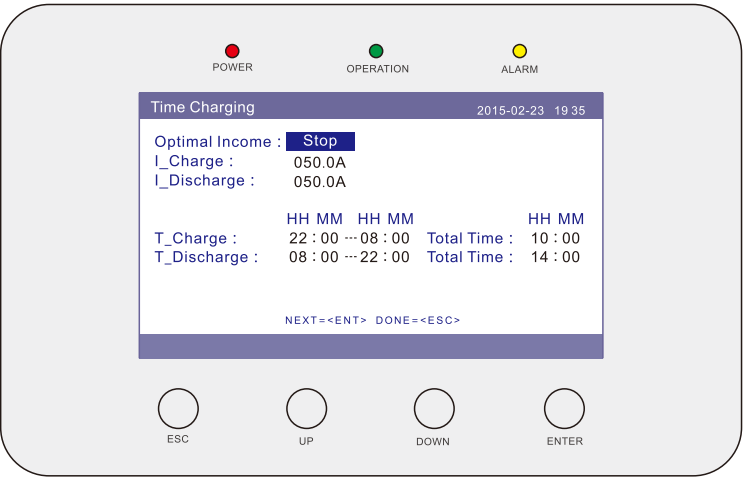 POWER OPERATION ALARM
Time Charging 2015-02-23 19 35
Optimal Income : Stop
I_Charge : 050.0A
I_Discharge : 050.0A
HH MM HH MM HH MM
T_Charge : 22 : 00 --- 08 : 00 Total Time : 10 : 00
T_Discharge : 08 : 00 --- 22 : 00 Total Time : 14 : 00
NEXT=<ENT> DONE=<ESC>
ESC UP DOWN ENTER